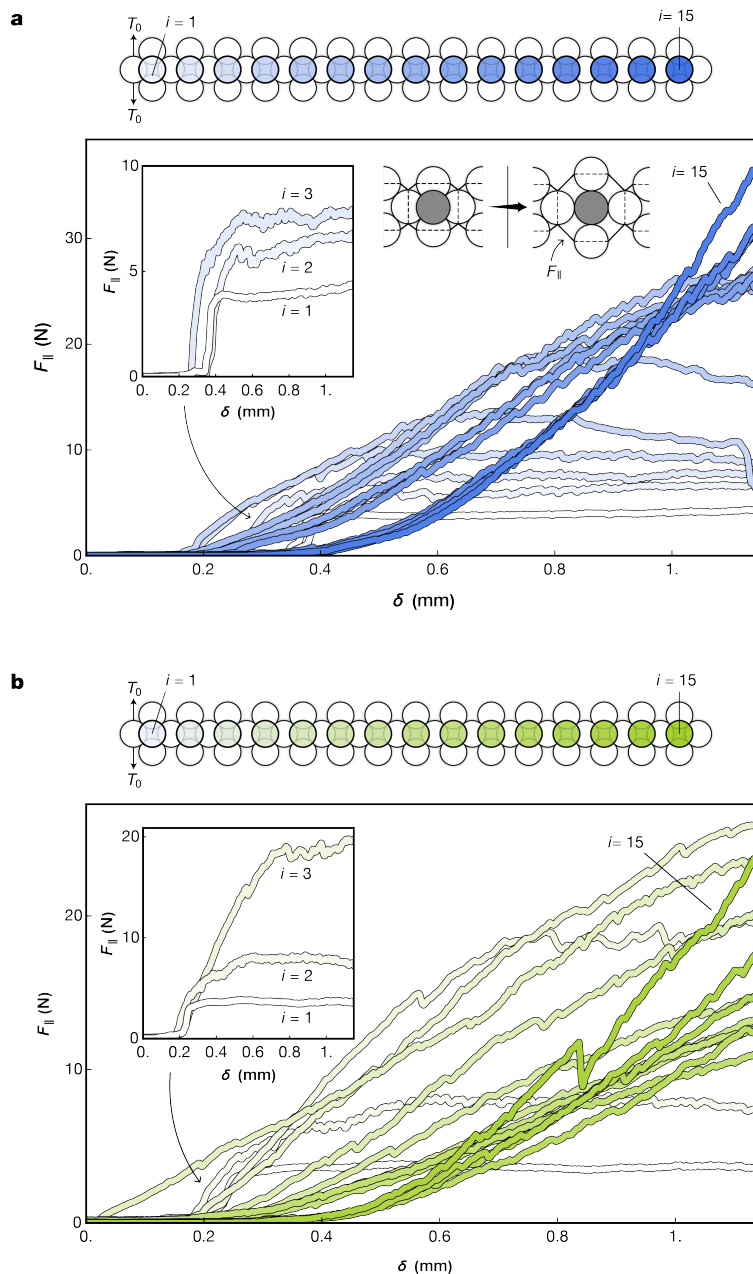 a
T0
i = 1
i = 15
T0
10
5
0
F∥ (N)
i = 3
i = 2
i = 1
0.
0.2
0.4
0.6
0.8
1.
δ (mm)
F∥
i= 15
30
20
10
0
F∥ (N)
0.
0.2
0.4
0.6
0.8
1.
δ (mm)
b
T0
i = 1
i = 15
T0
20
10
0
F∥ (N)
i = 3
i = 2
i = 1
0.
0.2
0.4
0.6
0.8
1.
δ (mm)
i= 15
20
10
0
F∥ (N)
0.
0.2
0.4
0.6
0.8
1.
δ (mm)